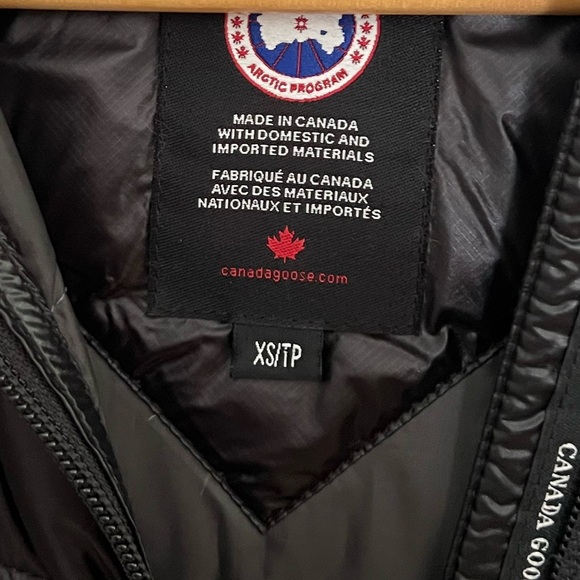 ARCTIC PROGRAM
MADE IN CANADA
WITH DOMESTIC AND
IMPORTED MATERIALS
FABRIQUÉ AU CANADA
AVEC DES MATERIAUX
NATIONAUX ET IMPORTÉS
canadagoose.com
XS/TP
CANADA GOO